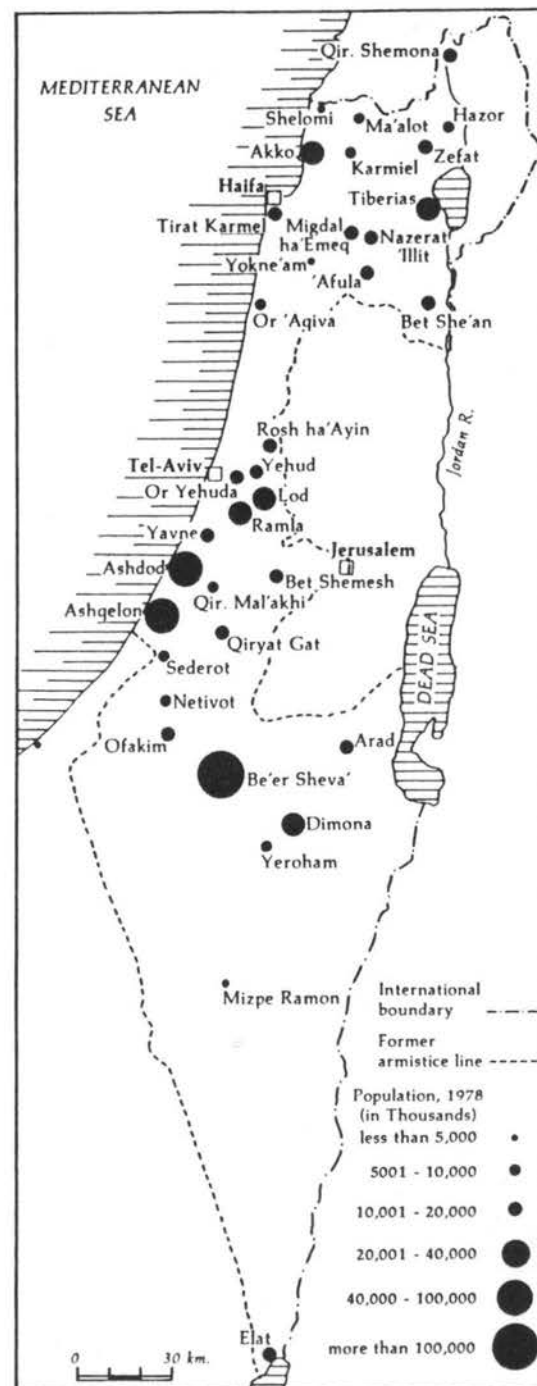 Qir. Shemona
MEDITERRANEAN
SEA
Shelomi
Ma'alot
Hazor
Akko
Karmiel
Zefat
Haifa
Tiberias
Tirat Karmel
Migdal
ha'Emeq
Nazerat
'Illit
Yokne'am
'Afula
Or 'Aqiva
Bet She'an
Jordan R.
Rosh ha'Ayin
Tel-Aviv
Yehud
Or Yehuda
Lod
Ramla
Yavne
Jerusalem
Ashdod
Bet Shemesh
Qir. Mal'akhi
Ashqelon
Qiryat Gat
DEAD SEA
Sederot
Netivot
Ofakim
Arad
Be'er Sheva'
Dimona
Yeroham
Mizpe Ramon
International
boundary
Former
armistice line
Population, 1978
(in Thousands)
less than 5,000
5001 - 10,000
10,001 - 20,000
20,001 - 40,000
40,000 - 100,000
more than 100,000
Elat
0 30 km.